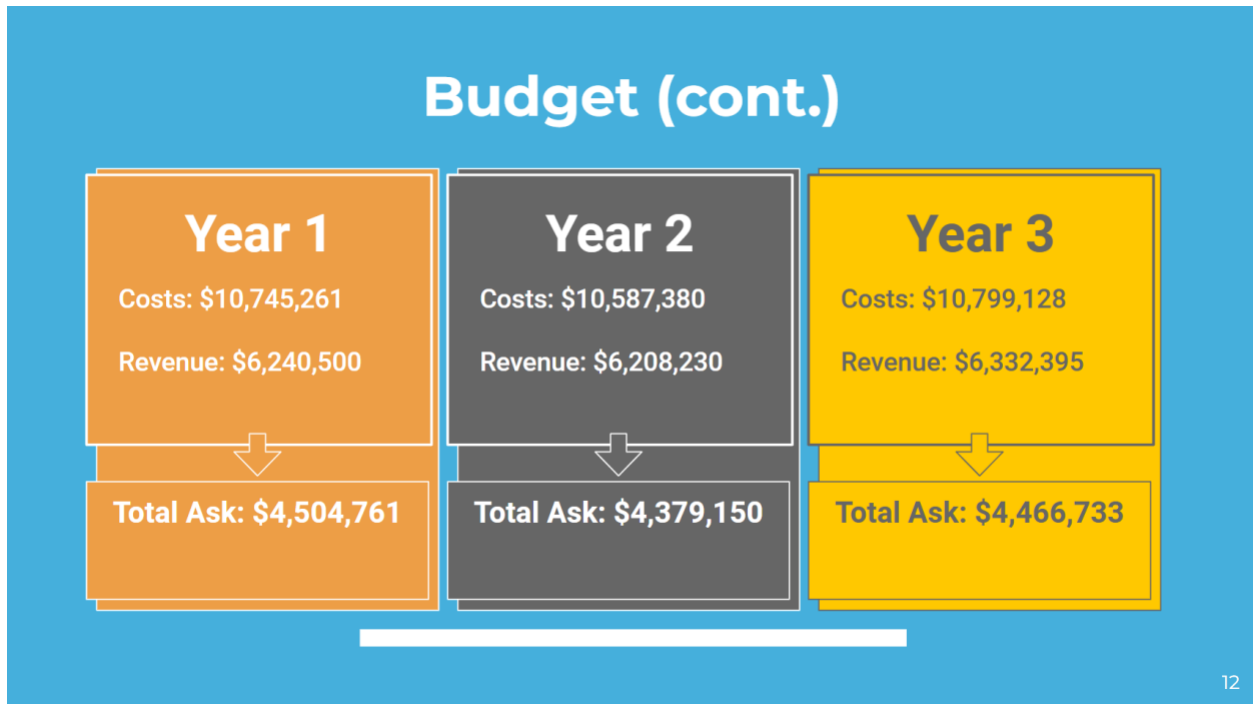 Budget (cont.)
Year 1
Costs: $10,745,261
Revenue: $6,240,500
Total Ask: $4,504,761
Year 2
Costs: $10,587,380
Revenue: $6,208,230
Total Ask: $4,379,150
Year 3
Costs: $10,799,128
Revenue: $6,332,395
Total Ask: $4,466,733
12